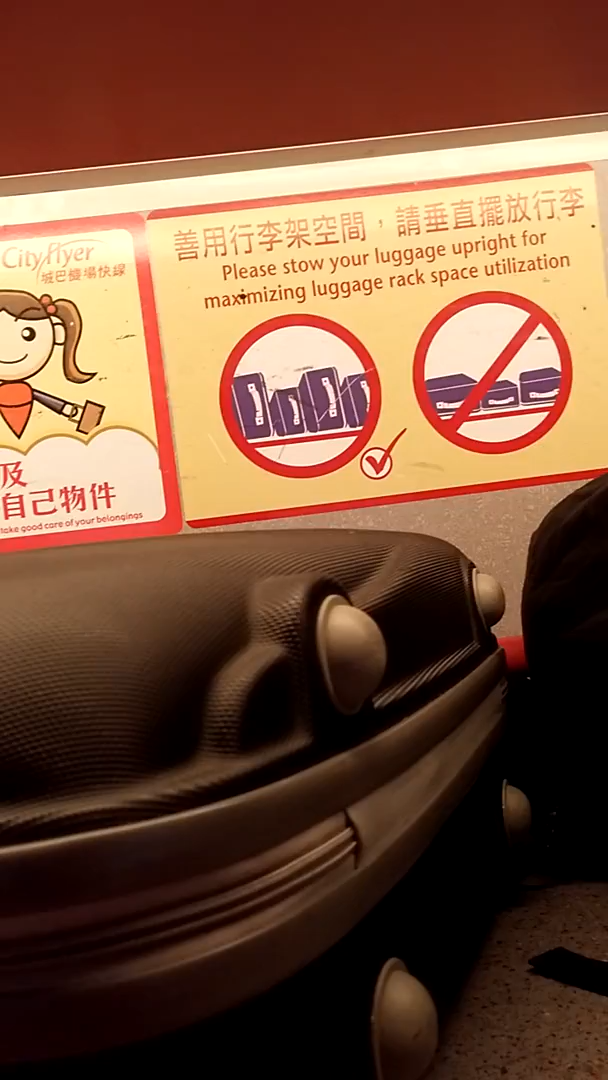 Cityflyer
城巴機場快線
及
自己物件
take good care of your belongings
善用行李架空間，請垂直擺放行李
Please stow your luggage upright for
maximizing luggage rack space utilization